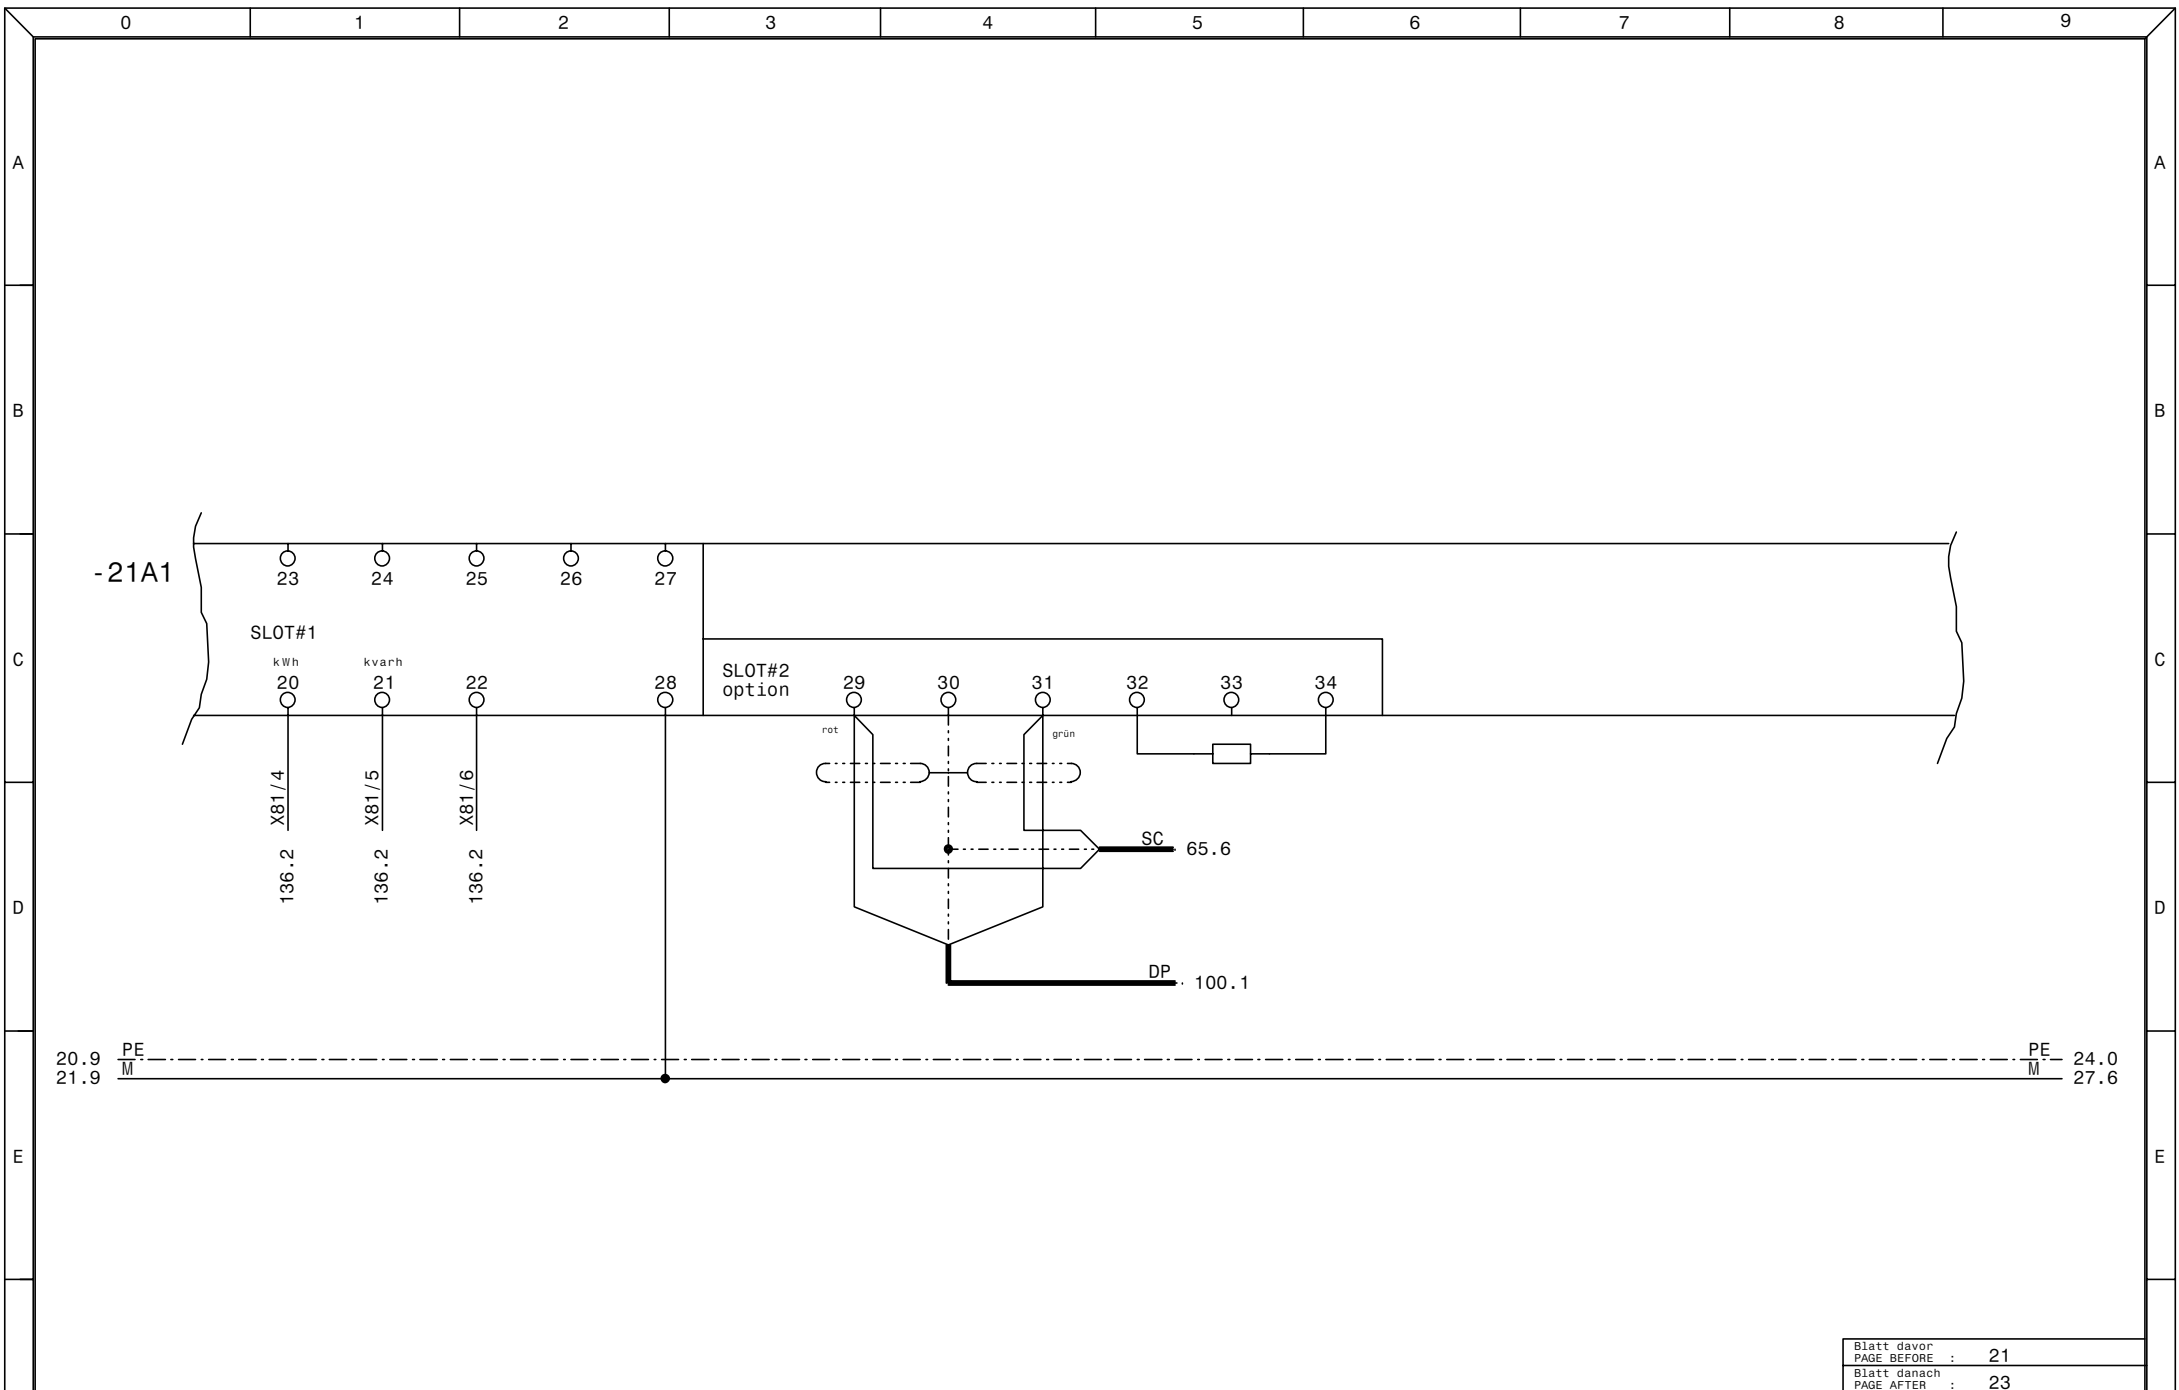 0 1 2 3 4 5 6 7 8 9
A A
B B
-21A1
23 24 25 26 27
SLOT#1
C C
kWh kvarh
20 21 22 28
SLOT#2
option
29 30 31 32 33 34
rot grün
X81/4 X81/5 X81/6
136.2 136.2 136.2
SC 65.6
D D
DP 100.1
20.9 PE PE 24.0
21.9 M M 27.6
E E
Blatt davor
PAGE BEFORE : 21
Blatt danach
PAGE AFTER : 23